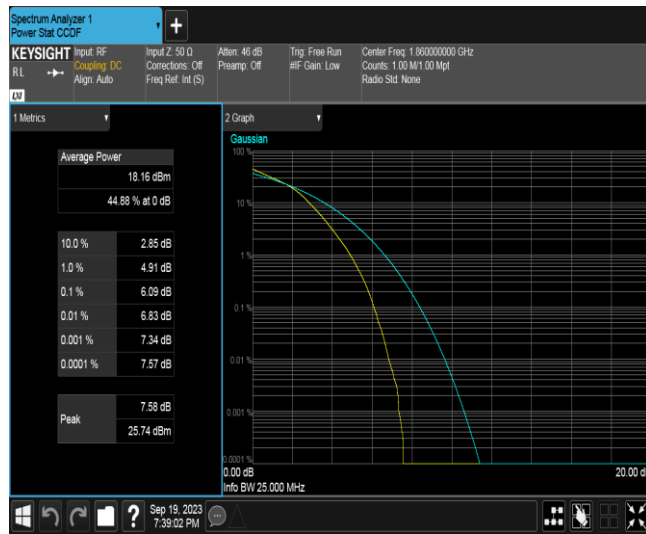 Spectrum Analyzer 1
Power Stat CCDF
+
KEYSIGHT
RL
LXI
Input: RF
Coupling: DC
Align: Auto
Input Z: 50 Ω
Corrections: Off
Freq Ref: Int (S)
Atten: 46 dB
Preamp: Off
Trig: Free Run
#IF Gain: Low
Center Freq: 1.860000000 GHz
Counts: 1.00 M/1.00 Mpt
Radio Std: None
1 Metrics
Average Power
18.16 dBm
44.88 % at 0 dB
10.0 % 2.85 dB
1.0 % 4.91 dB
0.1 % 6.09 dB
0.01 % 6.83 dB
0.001 % 7.34 dB
0.0001 % 7.57 dB
Peak 7.58 dB
25.74 dBm
2 Graph
Gaussian
100 %
10 %
1 %
0.1 %
0.01 %
0.001 %
0.0001 %
0.00 dB 20.00 d
Info BW 25.000 MHz
?
Sep 19, 2023
7:39:02 PM